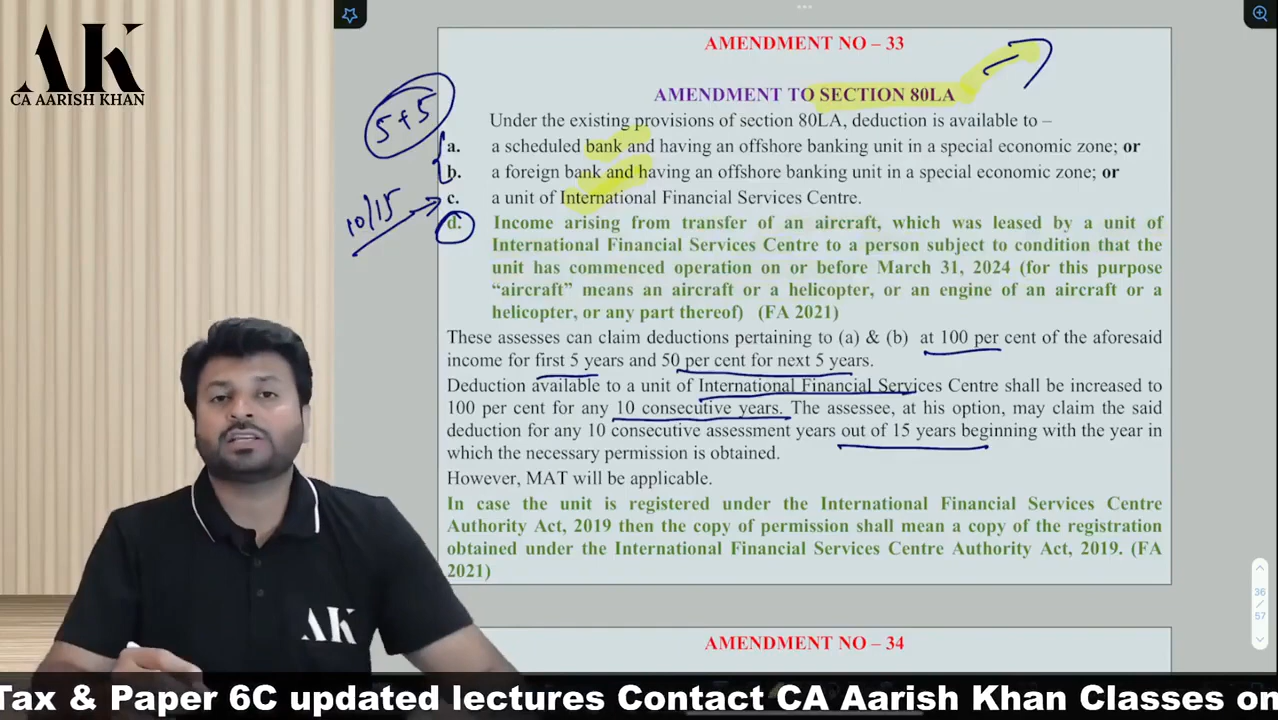 AK
CA AARISH KHAN
AMENDMENT NO – 33
5+5
AMENDMENT TO SECTION 80LA
Under the existing provisions of section 80LA, deduction is available to –
a. a scheduled bank and having an offshore banking unit in a special economic zone; or
b. a foreign bank and having an offshore banking unit in a special economic zone; or
10/15
c. a unit of International Financial Services Centre.
d. Income arising from transfer of an aircraft, which was leased by a unit of
International Financial Services Centre to a person subject to condition that the
unit has commenced operation on or before March 31, 2024 (for this purpose
“aircraft” means an aircraft or a helicopter, or an engine of an aircraft or a
helicopter, or any part thereof) (FA 2021)
These assesses can claim deductions pertaining to (a) & (b) at 100 per cent of the aforesaid
income for first 5 years and 50 per cent for next 5 years.
Deduction available to a unit of International Financial Services Centre shall be increased to
100 per cent for any 10 consecutive years. The assessee, at his option, may claim the said
deduction for any 10 consecutive assessment years out of 15 years beginning with the year in
which the necessary permission is obtained.
However, MAT will be applicable.
In case the unit is registered under the International Financial Services Centre
Authority Act, 2019 then the copy of permission shall mean a copy of the registration
obtained under the International Financial Services Centre Authority Act, 2019. (FA
2021)
36
/
57
AK
AMENDMENT NO – 34
Tax & Paper 6C updated lectures Contact CA Aarish Khan Classes on